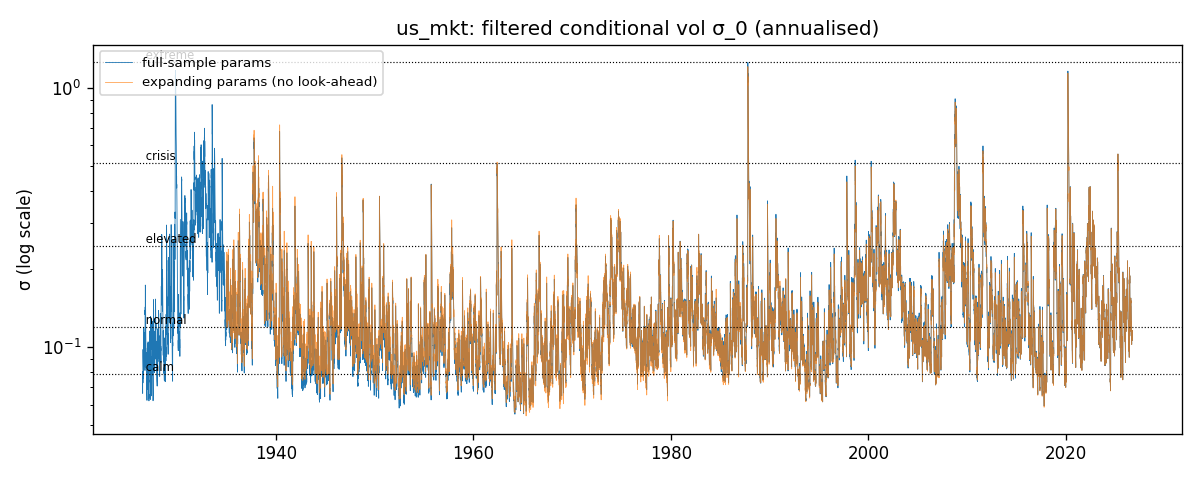 us_mkt: filtered conditional vol σ_0 (annualised)
extreme
full-sample params
expanding params (no look-ahead)
10⁰
crisis
elevated
σ (log scale)
normal
10⁻¹
calm
1940
1960
1980
2000
2020